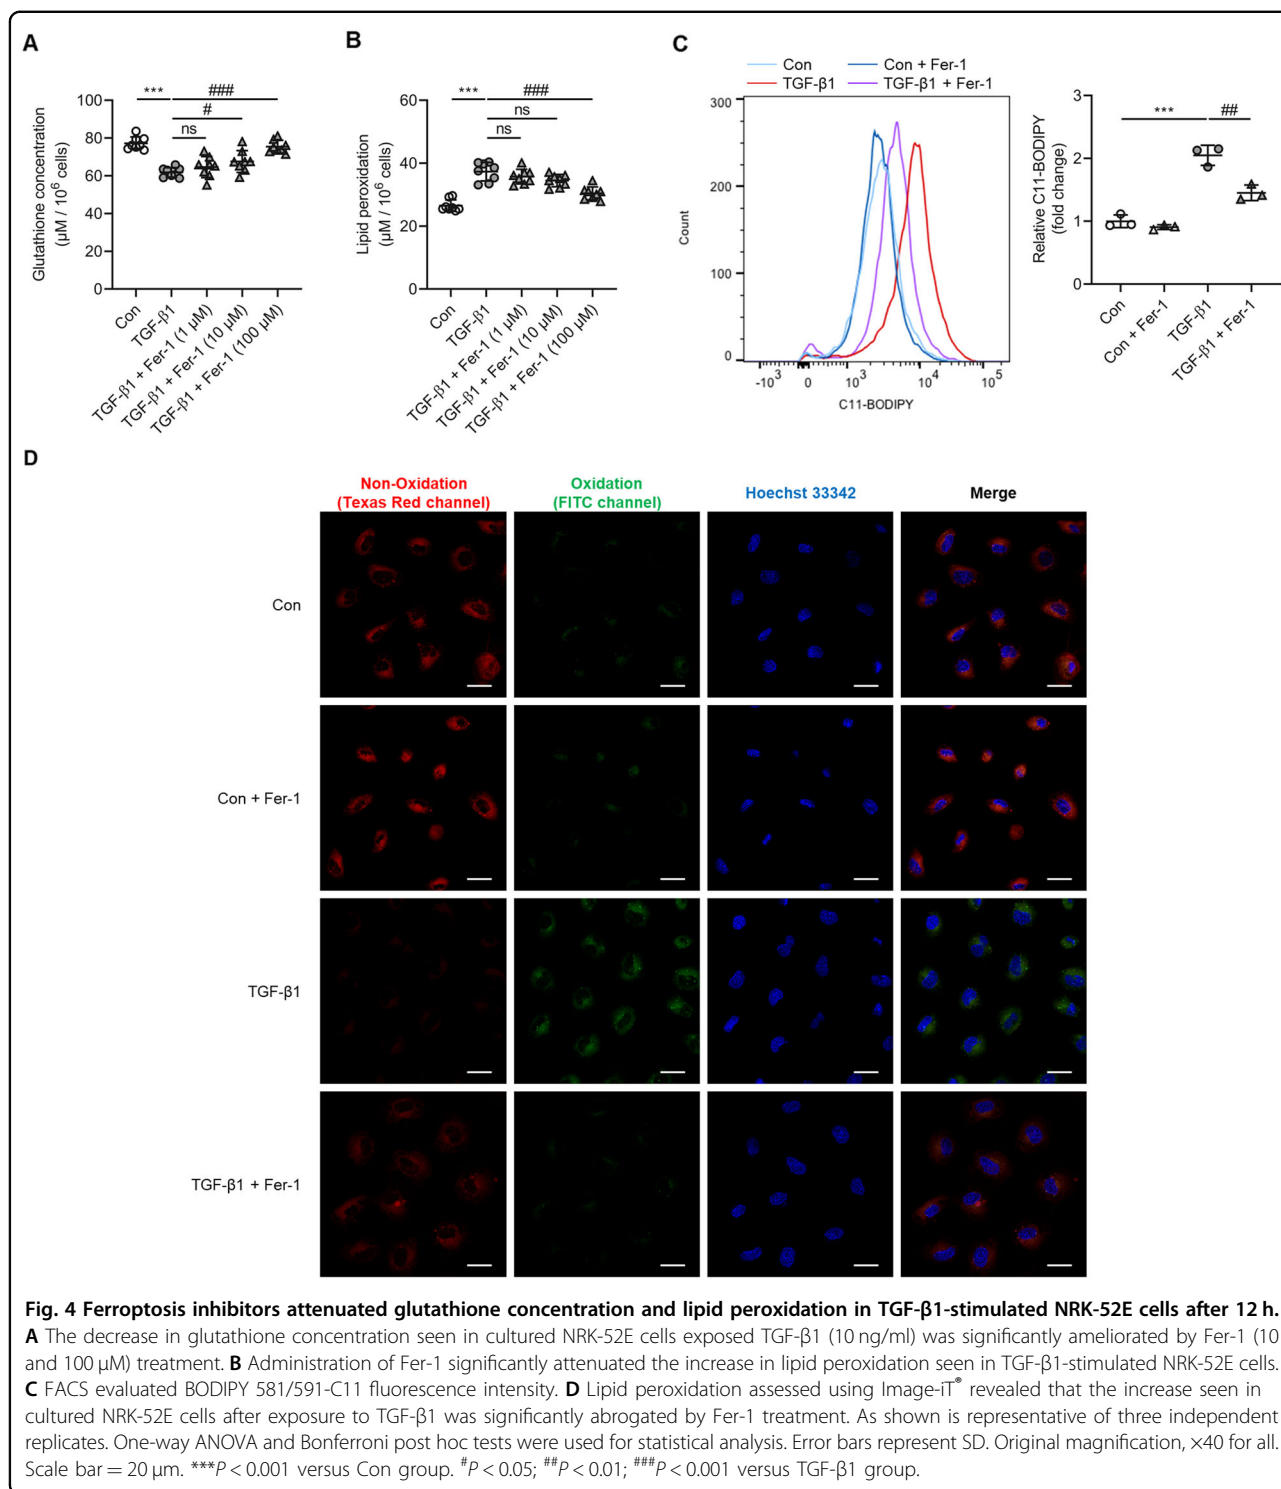 A
*** ###
#
ns
Glutathione concentration
(µM / 10⁶ cells)
100
80
60
40
20
0
Con
TGF-β1
TGF-β1 + Fer-1 (1 µM)
TGF-β1 + Fer-1 (10 µM)
TGF-β1 + Fer-1 (100 µM)
B
*** ###
ns
ns
Lipid peroxidation
(µM / 10⁶ cells)
60
40
20
0
Con
TGF-β1
TGF-β1 + Fer-1 (1 µM)
TGF-β1 + Fer-1 (10 µM)
TGF-β1 + Fer-1 (100 µM)
C
Con Con + Fer-1
TGF-β1 TGF-β1 + Fer-1
Count
300
200
100
0
-10³ 0 10³ 10⁴ 10⁵
C11-BODIPY
Relative C11-BODIPY
(fold change)
3
2
1
0
*** ##
Con
Con + Fer-1
TGF-β1
TGF-β1 + Fer-1
D
Non-Oxidation
(Texas Red channel)
Oxidation
(FITC channel)
Hoechst 33342
Merge
Con
Con + Fer-1
TGF-β1
TGF-β1 + Fer-1
Fig. 4 Ferroptosis inhibitors attenuated glutathione concentration and lipid peroxidation in TGF-β1-stimulated NRK-52E cells after 12 h.
A The decrease in glutathione concentration seen in cultured NRK-52E cells exposed TGF-β1 (10 ng/ml) was significantly ameliorated by Fer-1 (10
and 100 µM) treatment. B Administration of Fer-1 significantly attenuated the increase in lipid peroxidation seen in TGF-β1-stimulated NRK-52E cells.
C FACS evaluated BODIPY 581/591-C11 fluorescence intensity. D Lipid peroxidation assessed using Image-iT® revealed that the increase seen in
cultured NRK-52E cells after exposure to TGF-β1 was significantly abrogated by Fer-1 treatment. As shown is representative of three independent
replicates. One-way ANOVA and Bonferroni post hoc tests were used for statistical analysis. Error bars represent SD. Original magnification, ×40 for all.
Scale bar = 20 µm. ***P < 0.001 versus Con group. #P < 0.05; ##P < 0.01; ###P < 0.001 versus TGF-β1 group.